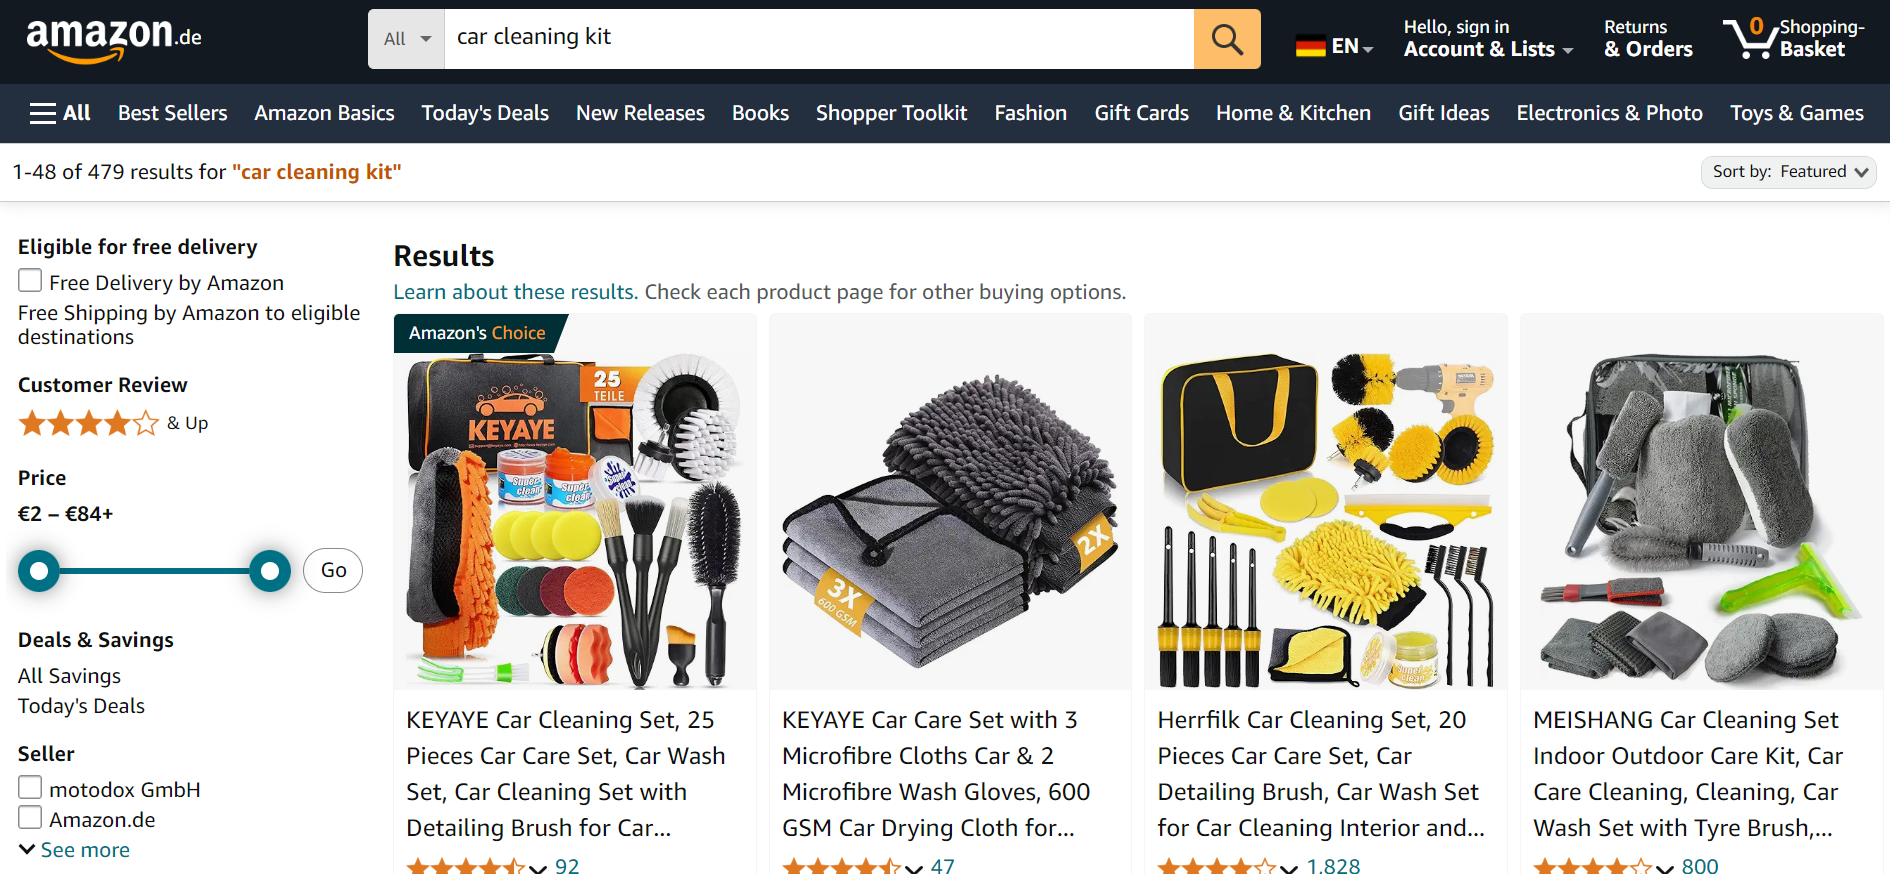 amazon.de
All
car cleaning kit
EN
Hello, sign in
Account & Lists
Returns
& Orders
0
Shopping-
Basket
All
Best Sellers
Amazon Basics
Today's Deals
New Releases
Books
Shopper Toolkit
Fashion
Gift Cards
Home & Kitchen
Gift Ideas
Electronics & Photo
Toys & Games
1-48 of 479 results for "car cleaning kit"
Sort by: Featured
Eligible for free delivery
Free Delivery by Amazon
Free Shipping by Amazon to eligible
destinations
Customer Review
& Up
Price
€2 – €84+
Go
Deals & Savings
All Savings
Today's Deals
Seller
motodox GmbH
Amazon.de
See more
Results
Learn about these results. Check each product page for other buying options.
Amazon's Choice
25
TEILE
KEYAYE
Super
clean
Super
clean
KEYAYE Car Cleaning Set, 25
Pieces Car Care Set, Car Wash
Set, Car Cleaning Set with
Detailing Brush for Car...
92
2X
3X
600 GSM
KEYAYE Car Care Set with 3
Microfibre Cloths Car & 2
Microfibre Wash Gloves, 600
GSM Car Drying Cloth for...
47
Super
clean
Herrfilk Car Cleaning Set, 20
Pieces Car Care Set, Car
Detailing Brush, Car Wash Set
for Car Cleaning Interior and...
1,828
MEISHANG Car Cleaning Set
Indoor Outdoor Care Kit, Car
Care Cleaning, Cleaning, Car
Wash Set with Tyre Brush,...
800